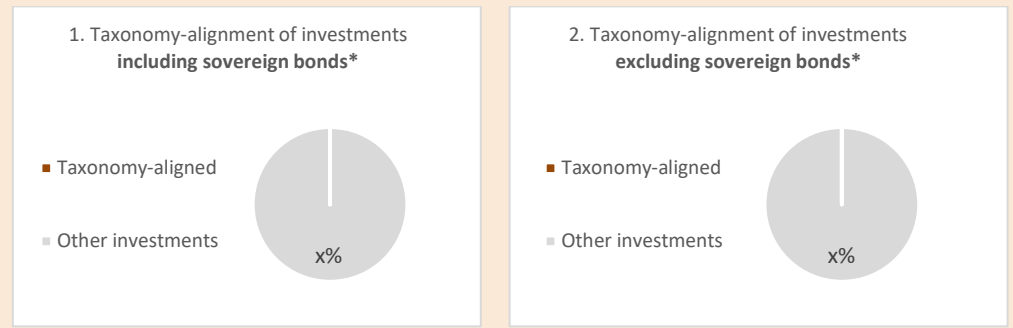 1. Taxonomy-alignment of investments
including sovereign bonds*
Taxonomy-aligned
Other investments
x%
2. Taxonomy-alignment of investments
excluding sovereign bonds*
Taxonomy-aligned
Other investments
x%